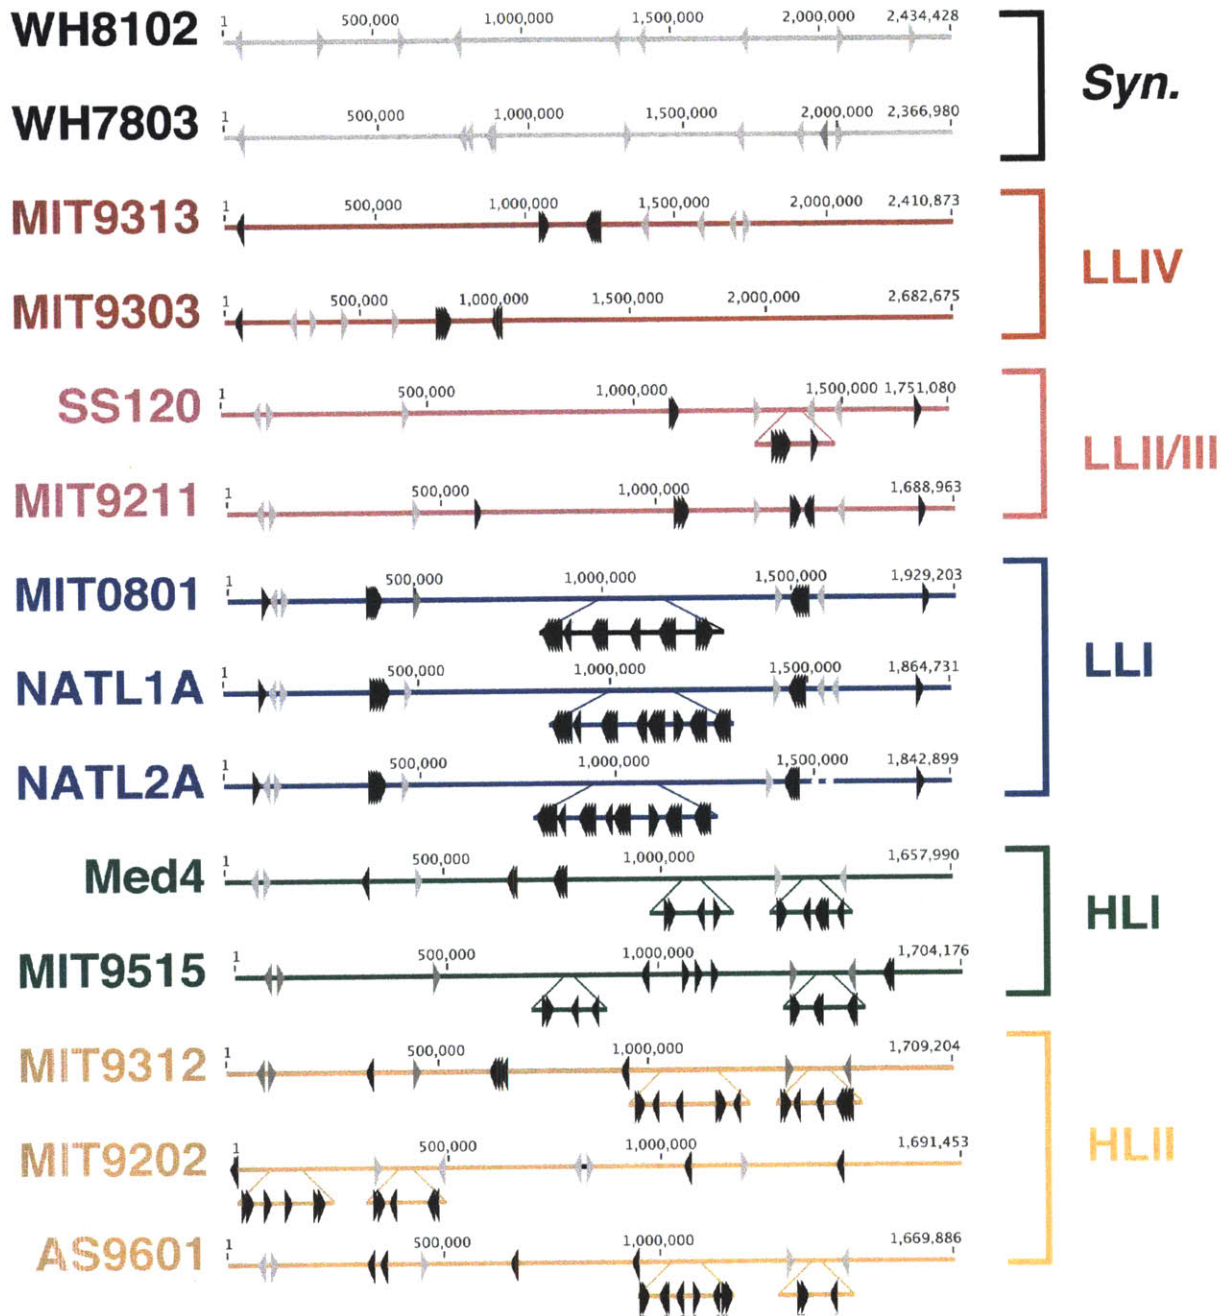 WH8102 1 500,000 1,000,000 1,500,000 2,000,000 2,434,428
Syn.
WH7803 1 500,000 1,000,000 1,500,000 2,000,000 2,366,980
MIT9313 1 500,000 1,000,000 1,500,000 2,000,000 2,410,873
LLIV
MIT9303 1 500,000 1,000,000 1,500,000 2,000,000 2,682,675
SS120 1 500,000 1,000,000 1,500,000 1,751,080
LLII/III
MIT9211 1 500,000 1,000,000 1,688,963
MIT0801 1 500,000 1,000,000 1,500,000 1,929,203
LLI
NATL1A 1 500,000 1,000,000 1,500,000 1,864,731
NATL2A 1 500,000 1,000,000 1,500,000 1,842,899
Med4 1 500,000 1,000,000 1,657,990
HLI
MIT9515 1 500,000 1,000,000 1,704,176
MIT9312 1 500,000 1,000,000 1,709,204
HLII
MIT9202 1 500,000 1,000,000 1,691,453
AS9601 1 500,000 1,000,000 1,669,886